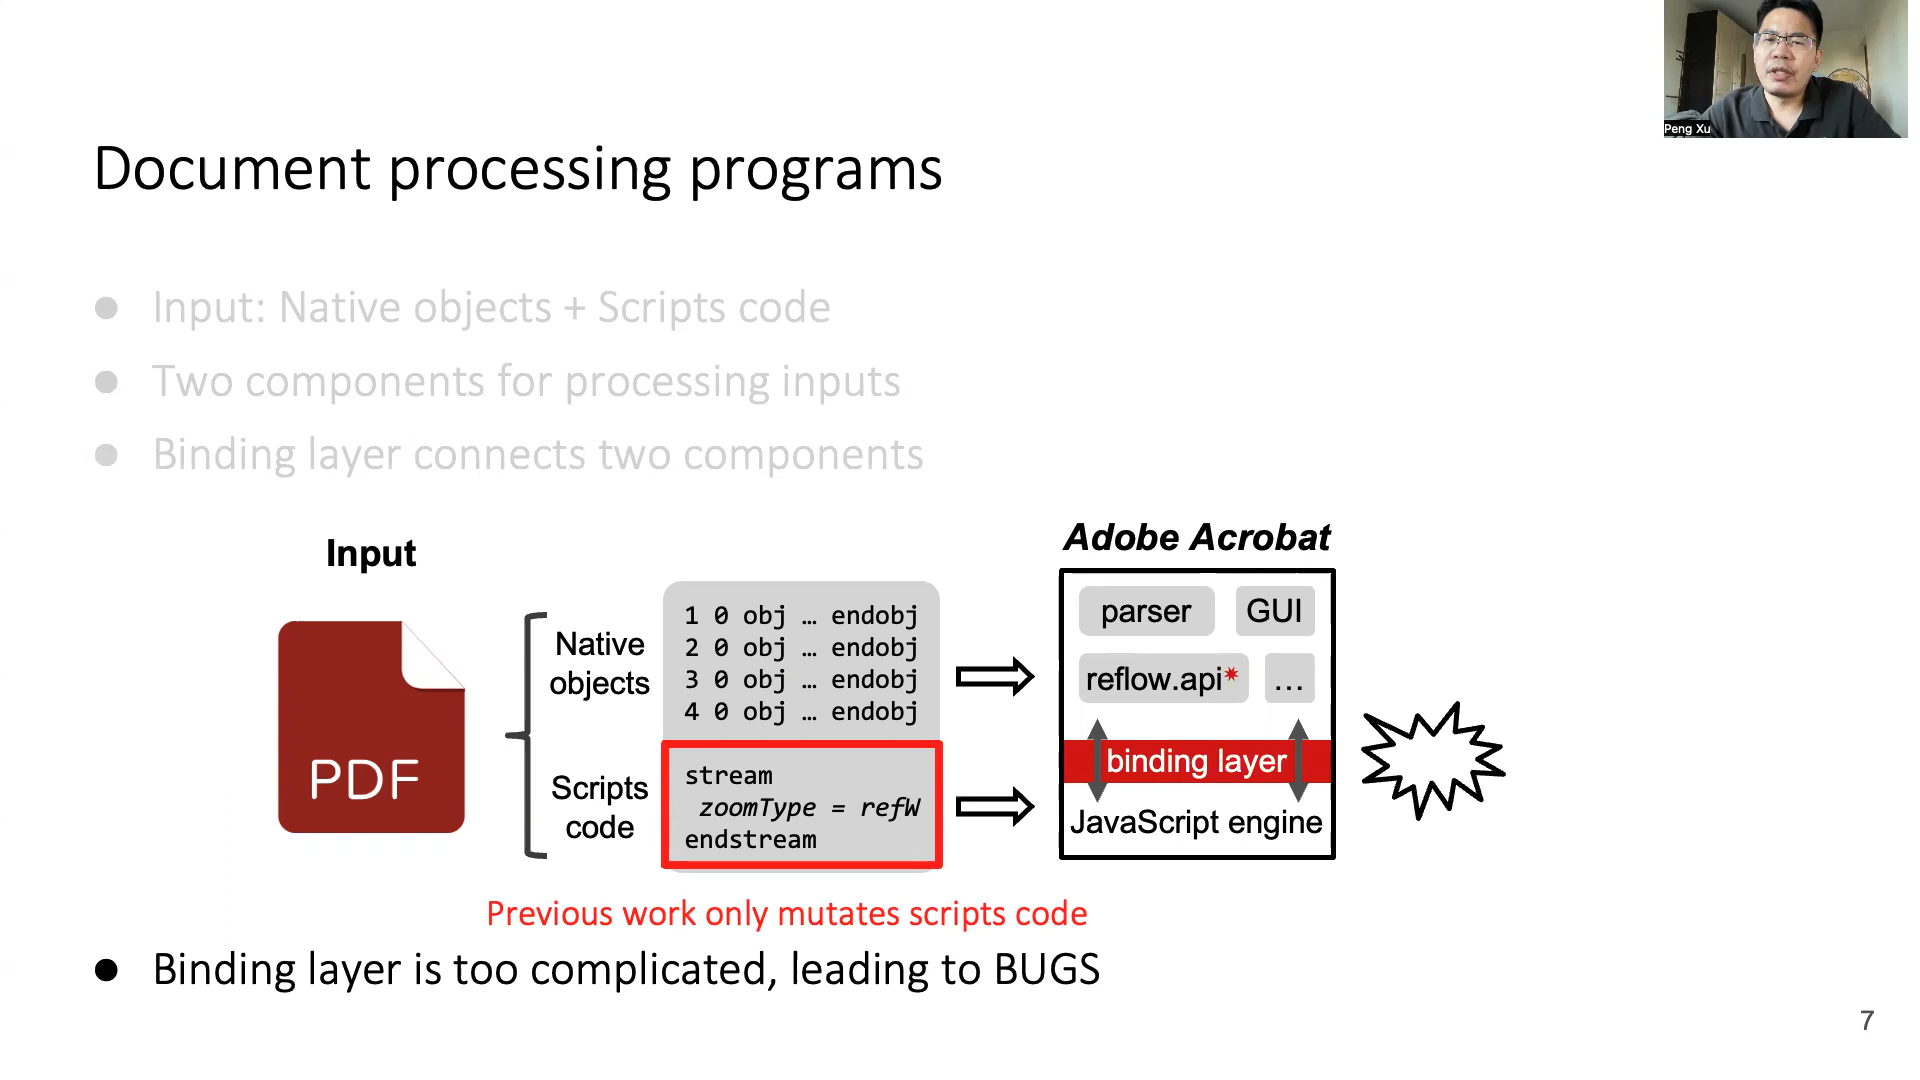 Peng Xu
Document processing programs
Input: Native objects + Scripts code
Two components for processing inputs
Binding layer connects two components
Input
PDF
Native
objects
1 0 obj … endobj
2 0 obj … endobj
3 0 obj … endobj
4 0 obj … endobj
Scripts
code
stream
zoomType = refW
endstream
Adobe Acrobat
parser
GUI
reflow.api*
…
binding layer
JavaScript engine
Previous work only mutates scripts code
Binding layer is too complicated, leading to BUGS
7